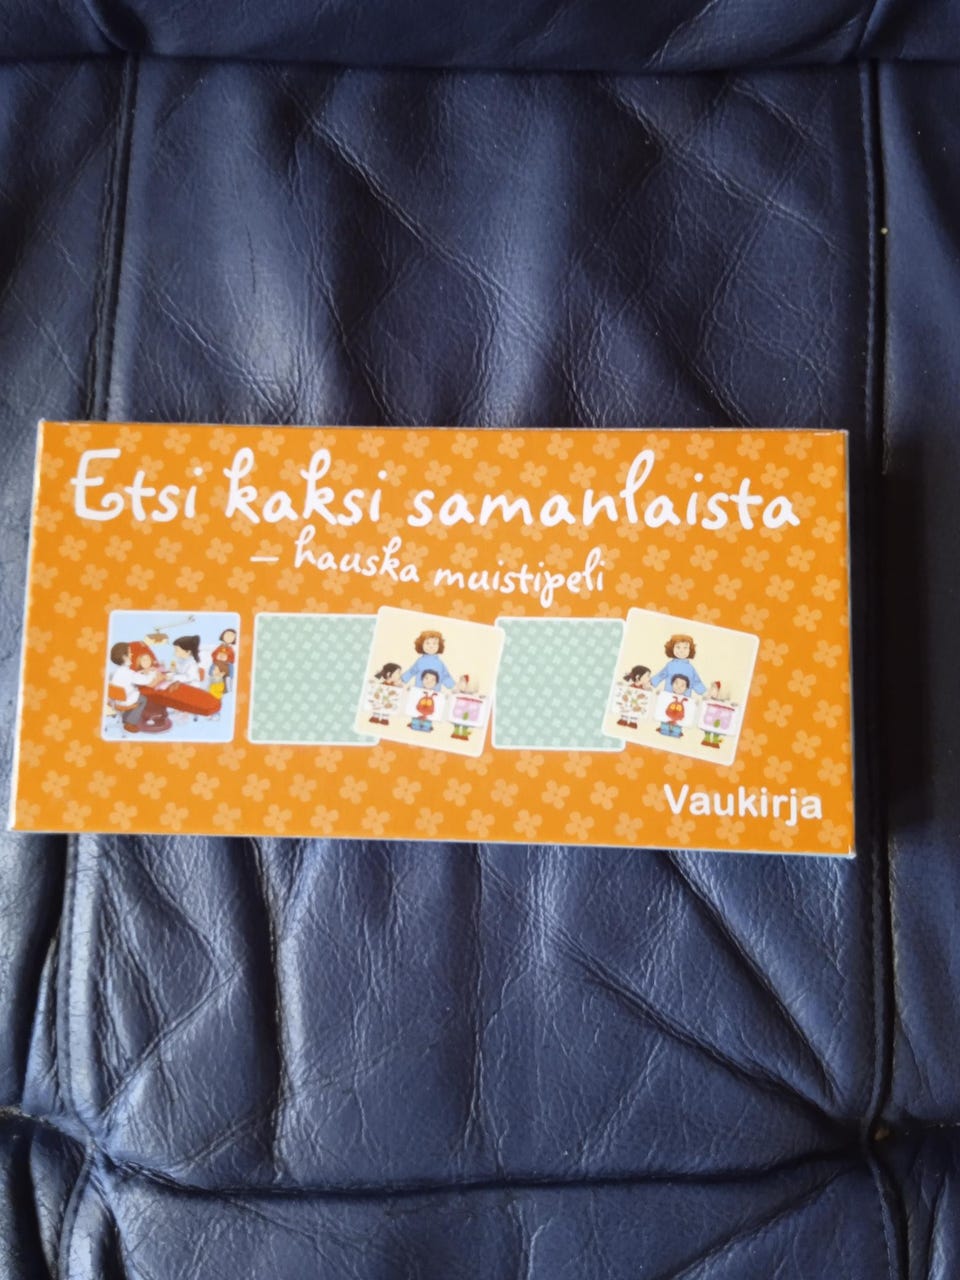 Etsi kaksi samanlaista
– hauska muistipeli
Vaukirja